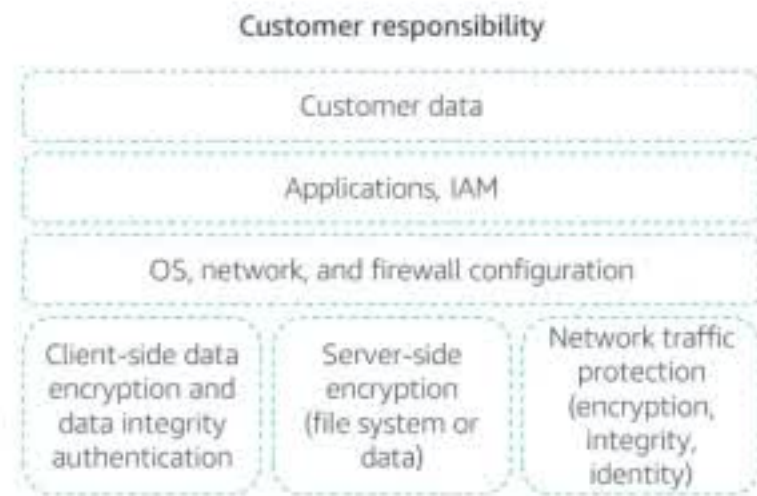 Customer responsibility
Customer data
Applications, IAM
OS, network, and firewall configuration
Client-side data
encryption and
data integrity
authentication
Server-side
encryption
(file system or
data)
Network traffic
protection
(encryption,
integrity,
identity)